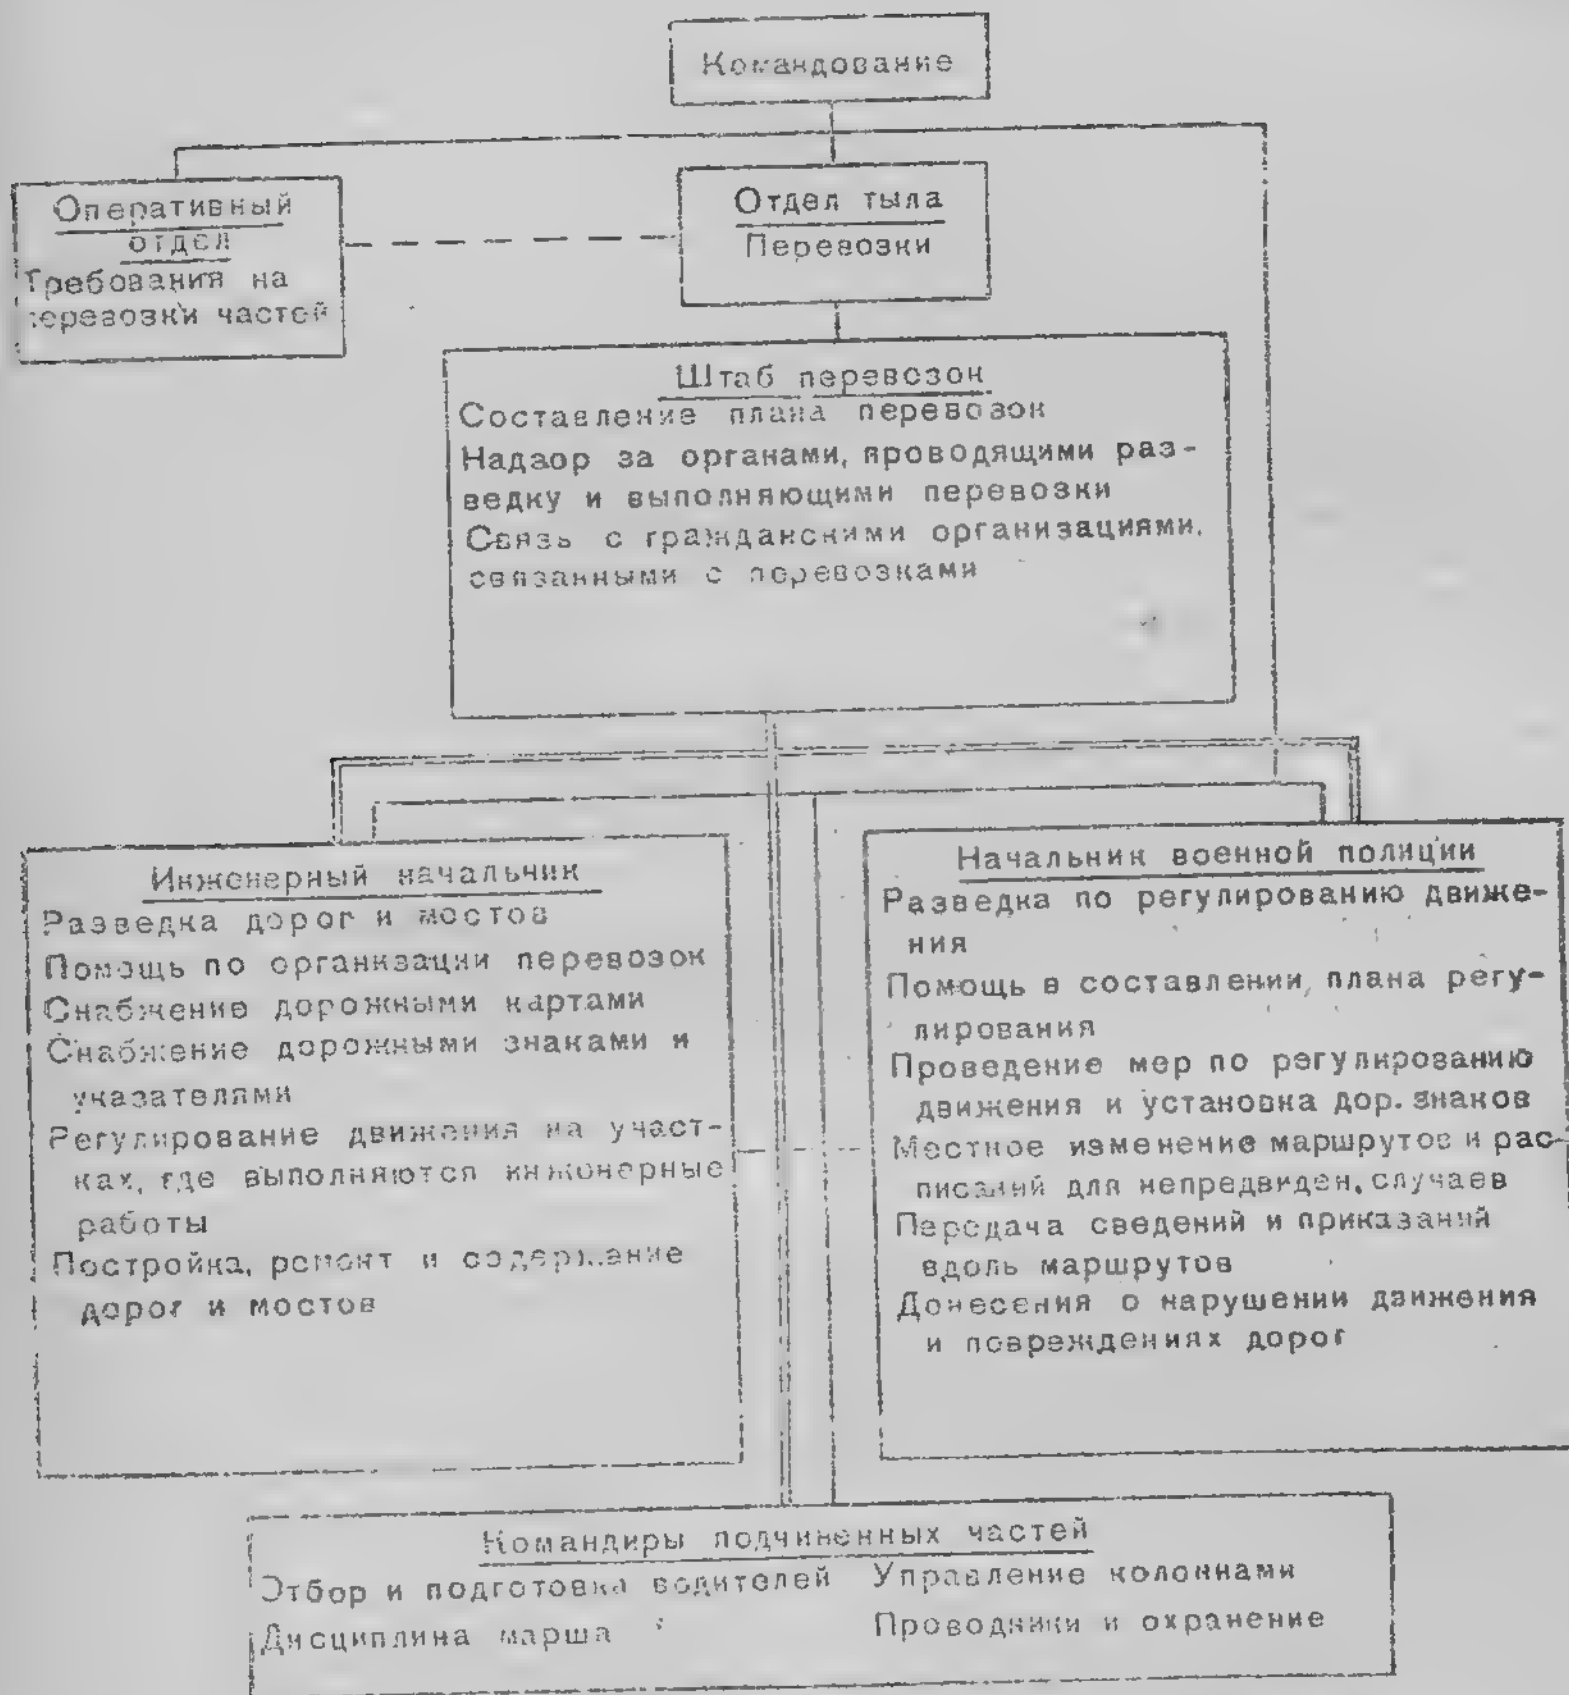 Командование
Оперативный
отдел
Требования на
перевозки частей
Отдел тыла
Перевозки
Штаб перевозок
Составление плана перевозок
Надзор за органами, проводящими раз-
ведку и выполняющими перевозки
Связь с гражданскими организациями,
связанными с перевозками
Инженерный начальник
Разведка дорог и мостов
Помощь по организации перевозок
Снабжение дорожными картами
Снабжение дорожными знаками и
указателями
Регулирование движения на участ-
ках, где выполняются инженерные
работы
Постройка, ремонт и содержание
дорог и мостов
Начальник военной полиции
Разведка по регулированию движе-
ния
Помощь в составлении плана регу-
лирования
Проведение мер по регулированию
движения и установка дор. знаков
Местное изменение маршрутов и рас-
писаний для непредвиден. случаев
Передача сведений и приказаний
вдоль маршрутов
Донесения о нарушении движения
и повреждениях дорог
Командиры подчиненных частей
Отбор и подготовка водителей
Дисциплина марша
Управление колоннами
Проводники и охранение